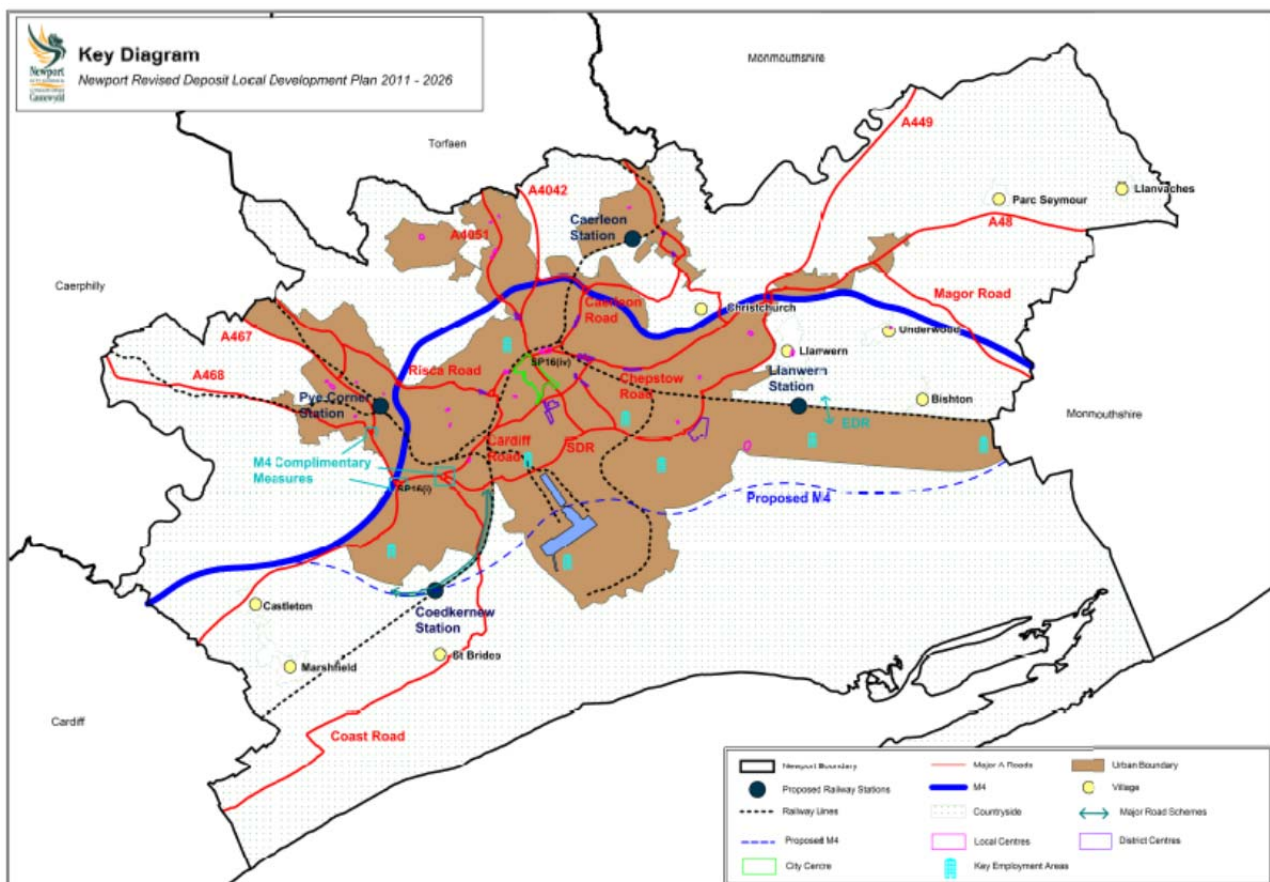 Key Diagram
Newport Revised Deposit Local Development Plan 2011 - 2026
Newport
Monmouthshire
Torfaen
A449
A4042
Llanvaches
Parc Seymour
Caerleon
Station
A48
A4051
Caerphilly
Magor Road
Christchurch
Caerleon
Road
Underwood
A467
SP16(iv)
Llanwern
A468
Risca Road
Chepstow
Road
Llanwern
Station
Pye Corner
Station
Bishton
Monmouthshire
EDR
Cardiff
Road
SDR
M4 Complimentary
Measures
SP16(i)
Proposed M4
Castleton
Coedkernew
Station
St Brides
Marshfield
Cardiff
Coast Road
Newport Boundary
Major A Roads
Urban Boundary
Proposed Railway Stations
M4
Village
Railway Lines
Countryside
Major Road Schemes
Proposed M4
Local Centres
District Centres
City Centre
Key Employment Areas